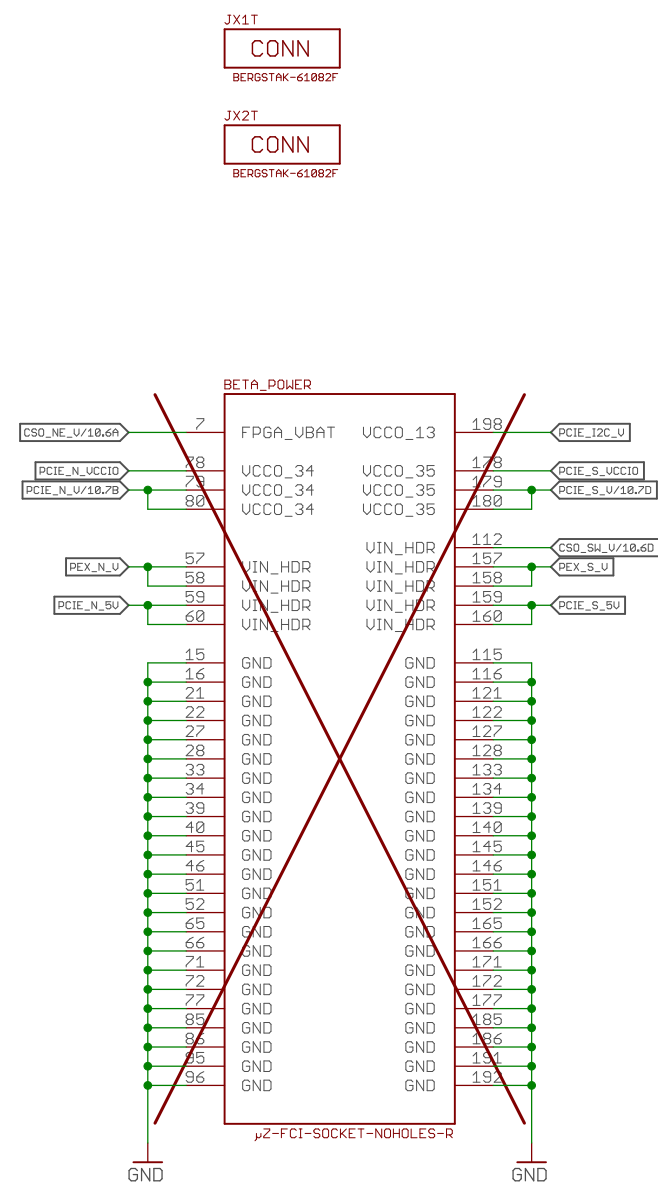 JX1T
CONN
BERGSTAK-61082F
JX2T
CONN
BERGSTAK-61082F
BETA_POWER
CSO_NE_V/10.6A 7 FPGA_VBAT VCCO_13 198 PCIE_I2C_V
PCIE_N_VCCIO 78 VCCO_34 VCCO_35 178 PCIE_S_VCCIO
PCIE_N_V/10.7B 79 VCCO_34 VCCO_35 179 PCIE_S_V/10.7D
80 VCCO_34 VCCO_35 180
VIN_HDR 112 CSO_SW_V/10.6D
PEX_N_V 57 VIN_HDR VIN_HDR 157 PEX_S_V
58 VIN_HDR VIN_HDR 158
PCIE_N_5V 59 VIN_HDR VIN_HDR 159 PCIE_S_5V
60 VIN_HDR VIN_HDR 160
15 GND GND 115
16 GND GND 116
21 GND GND 121
22 GND GND 122
27 GND GND 127
28 GND GND 128
33 GND GND 133
34 GND GND 134
39 GND GND 139
40 GND GND 140
45 GND GND 145
46 GND GND 146
51 GND GND 151
52 GND GND 152
65 GND GND 165
66 GND GND 166
71 GND GND 171
72 GND GND 172
77 GND GND 177
85 GND GND 185
86 GND GND 186
95 GND GND 191
96 GND GND 192
µZ-FCI-SOCKET-NOHOLES-R
GND GND